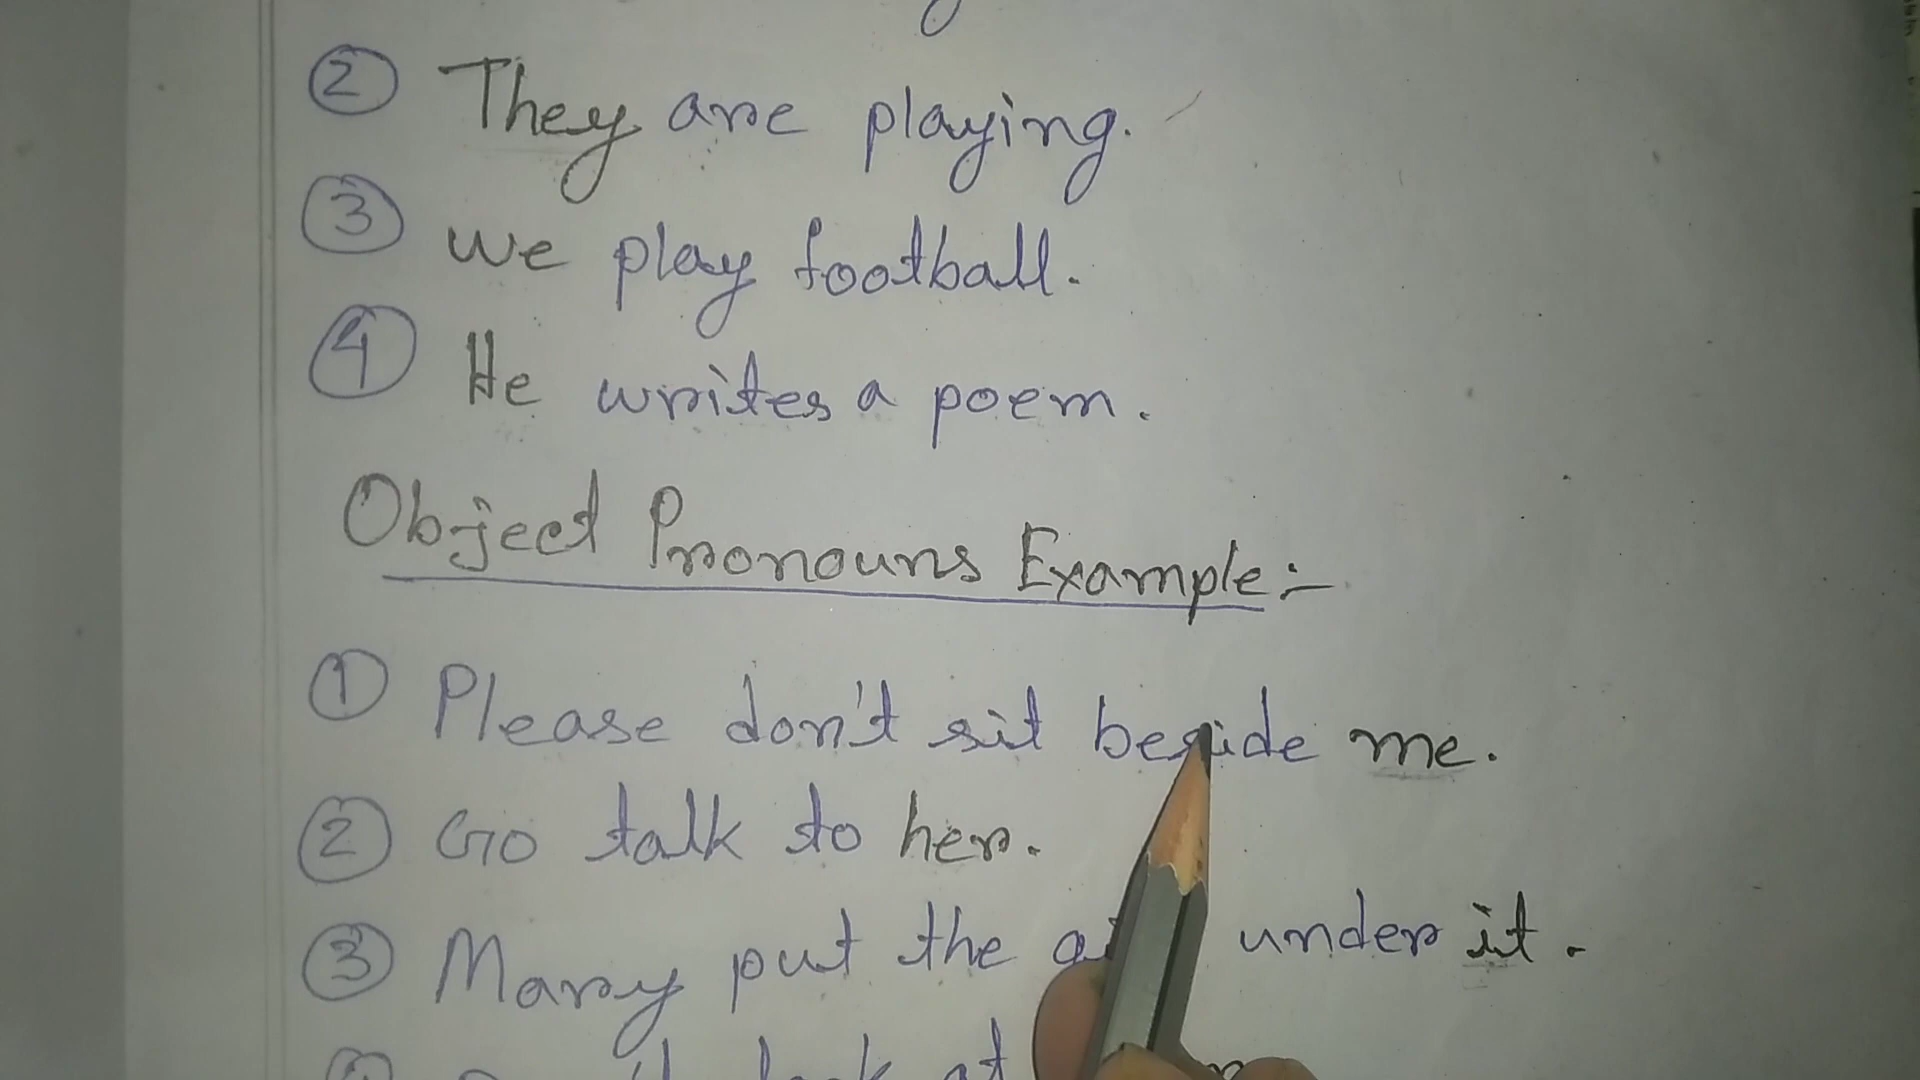 ② They are playing.
③ we play football.
④ He writes a poem.
Object Pronouns Example:-
① Please don't sit beside me.
② Go talk to her.
③ Mary put the under it.